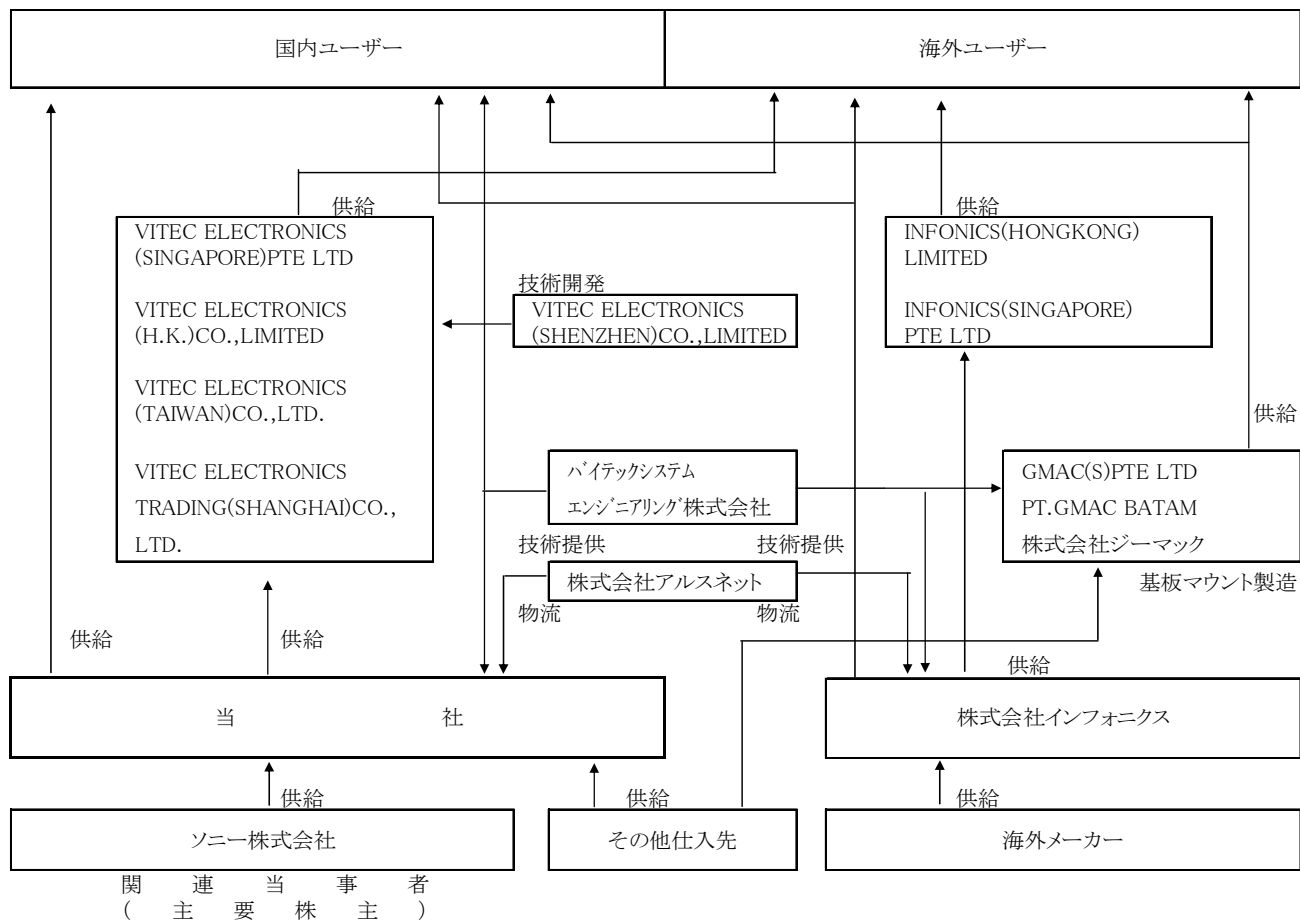 国内ユーザー
海外ユーザー
供給
供給
VITEC ELECTRONICS
(SINGAPORE)PTE LTD
VITEC ELECTRONICS
(H.K.)CO.,LIMITED
VITEC ELECTRONICS
(TAIWAN)CO.,LTD.
VITEC ELECTRONICS
TRADING(SHANGHAI)CO.,
LTD.
技術開発
VITEC ELECTRONICS
(SHENZHEN)CO.,LIMITED
INFONICS(HONGKONG)
LIMITED
INFONICS(SINGAPORE)
PTE LTD
供給
バイテックシステム
エンジニアリング株式会社
GMAC(S)PTE LTD
PT.GMAC BATAM
株式会社ジーマック
技術提供
技術提供
株式会社アルスネット
基板マウント製造
物流
物流
供給
供給
供給
当社
株式会社インフォニクス
供給
供給
供給
ソニー株式会社
その他仕入先
海外メーカー
関連当事者
(主要株主)